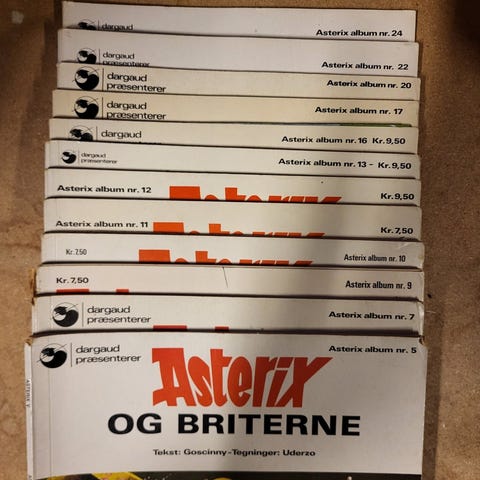 dargaud
Asterix album nr. 24
dargaud
præsenterer
Asterix album nr. 22
dargaud
præsenterer
Asterix album nr. 20
dargaud
præsenterer
Asterix album nr. 17
dargaud
Asterix album nr. 16 Kr. 9,50
dargaud
præsenterer
Asterix album nr. 13 - Kr. 9,50
Asterix album nr. 12
Asterix
Kr. 9,50
Asterix album nr. 11
Asterix
Kr. 7,50
Kr. 7,50
Asterix
Asterix album nr. 10
Kr. 7,50
Asterix album nr. 9
dargaud
præsenterer
Asterix album nr. 7
dargaud
præsenterer
Asterix album nr. 5
Asterix
OG BRITERNE
Tekst: Goscinny-Tegninger: Uderzo
ASTERIX